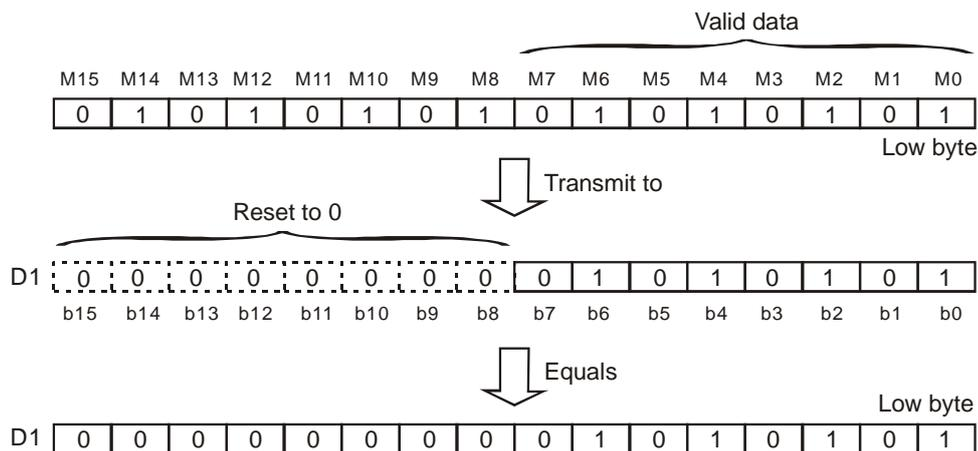 Valid data
M15 M14 M13 M12 M11 M10 M9 M8 M7 M6 M5 M4 M3 M2 M1 M0
0 1 0 1 0 1 0 1 0 1 0 1 0 1 0 1
Low byte
Transmit to
Reset to 0
D1 0 0 0 0 0 0 0 0 0 1 0 1 0 1 0 1
b15 b14 b13 b12 b11 b10 b9 b8 b7 b6 b5 b4 b3 b2 b1 b0
Equals
Low byte
D1 0 0 0 0 0 0 0 0 0 1 0 1 0 1 0 1